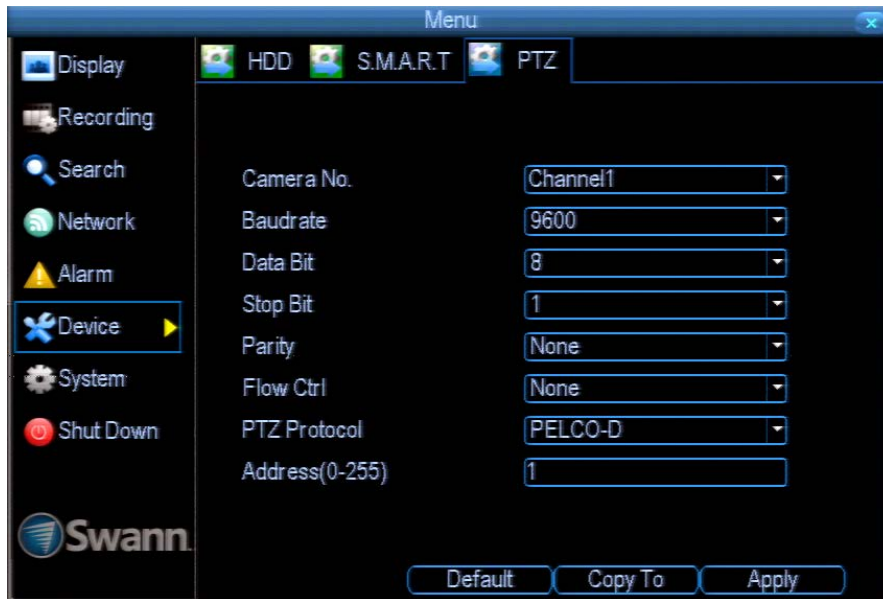 Menu
Display
Recording
Search
Network
Alarm
Device
System
Shut Down
Swann
HDD S.M.A.R.T PTZ
Camera No. Channel1
Baudrate 9600
Data Bit 8
Stop Bit 1
Parity None
Flow Ctrl None
PTZ Protocol PELCO-D
Address(0-255) 1
Default Copy To Apply